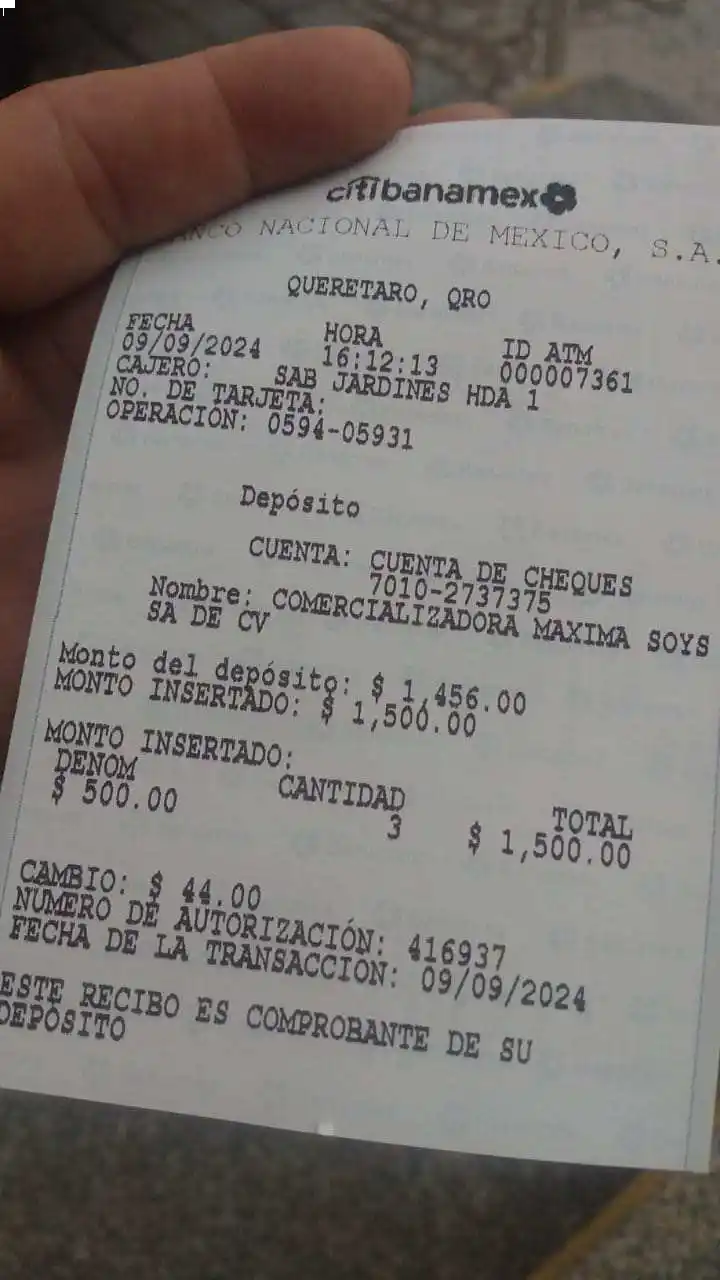 citibanamex
BANCO NACIONAL DE MEXICO, S.A.
QUERETARO, QRO
FECHA HORA ID ATM
09/09/2024 16:12:13 000007361
CAJERO: SAB JARDINES HDA 1
NO. DE TARJETA:
OPERACIÓN: 0594-05931
Depósito
CUENTA: CUENTA DE CHEQUES
7010-2737375
Nombre: COMERCIALIZADORA MAXIMA SOYS
SA DE CV
Monto del depósito: $ 1,456.00
MONTO INSERTADO: $ 1,500.00
MONTO INSERTADO:
DENOM CANTIDAD TOTAL
$ 500.00 3 $ 1,500.00
CAMBIO: $ 44.00
NUMERO DE AUTORIZACIÓN: 416937
FECHA DE LA TRANSACCION: 09/09/2024
ESTE RECIBO ES COMPROBANTE DE SU
DEPÓSITO